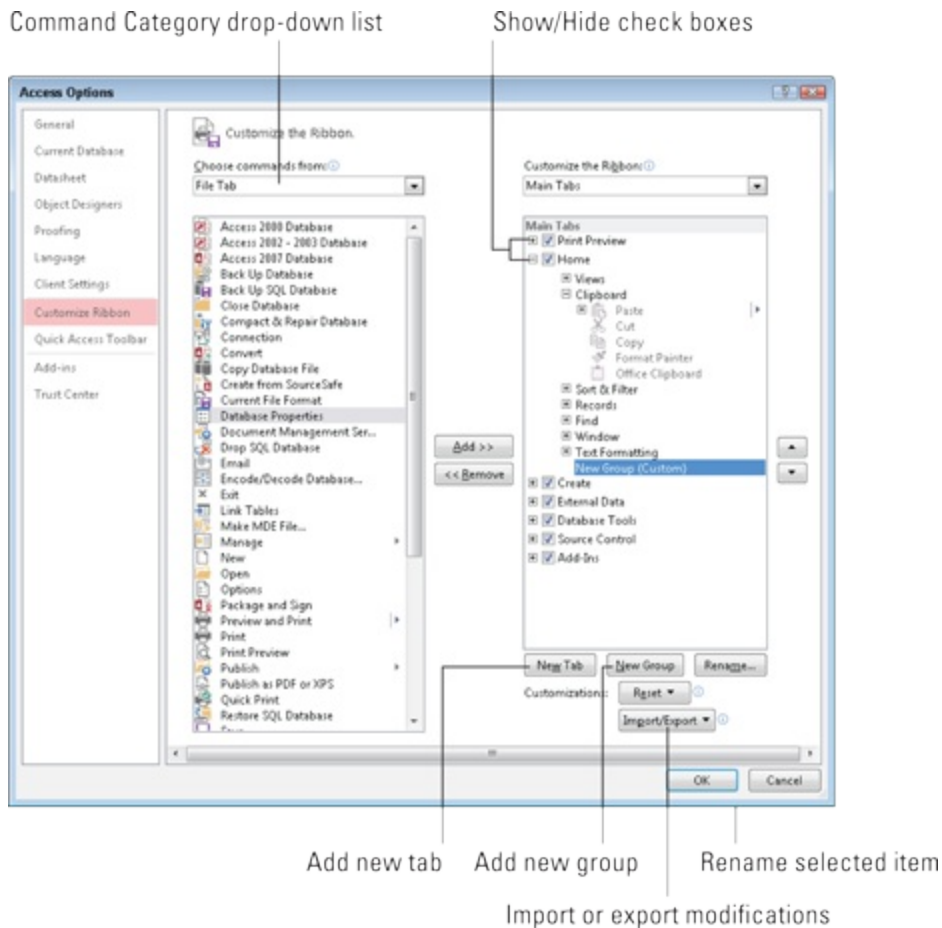 Command Category drop-down list
Show/Hide check boxes
Access Options
General
Current Database
Datasheet
Object Designers
Proofing
Language
Client Settings
Customize Ribbon
Quick Access Toolbar
Add-ins
Trust Center
Customize the Ribbon.
Choose commands from:
File Tab
Access 2000 Database
Access 2002 - 2003 Database
Access 2007 Database
Back Up Database
Back Up SQL Database
Close Database
Compact & Repair Database
Connection
Convert
Copy Database File
Create from SourceSafe
Current File Format
Database Properties
Document Management Ser...
Drop SQL Database
Email
Encode/Decode Database...
Exit
Link Tables
Make MDE File...
Manage
New
Open
Options
Package and Sign
Preview and Print
Print
Print Preview
Publish
Publish as PDF or XPS
Quick Print
Restore SQL Database
Add >>
<< Remove
Customize the Ribbon:
Main Tabs
Main Tabs
Print Preview
Home
Views
Clipboard
Paste
Cut
Copy
Format Painter
Office Clipboard
Sort & Filter
Records
Find
Window
Text Formatting
New Group (Custom)
Create
External Data
Database Tools
Source Control
Add-Ins
New Tab
New Group
Rename...
Customizations:
Reset
Import/Export
OK
Cancel
Add new tab
Add new group
Rename selected item
Import or export modifications